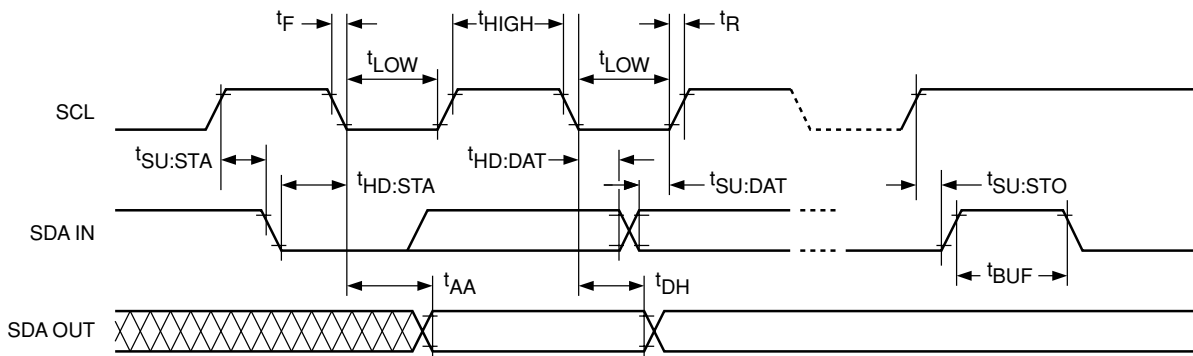 tF
tHIGH
tR
tLOW
tLOW
SCL
tSU:STA
tHD:STA
tHD:DAT
tSU:DAT
tSU:STO
SDA IN
tAA
tDH
tBUF
SDA OUT